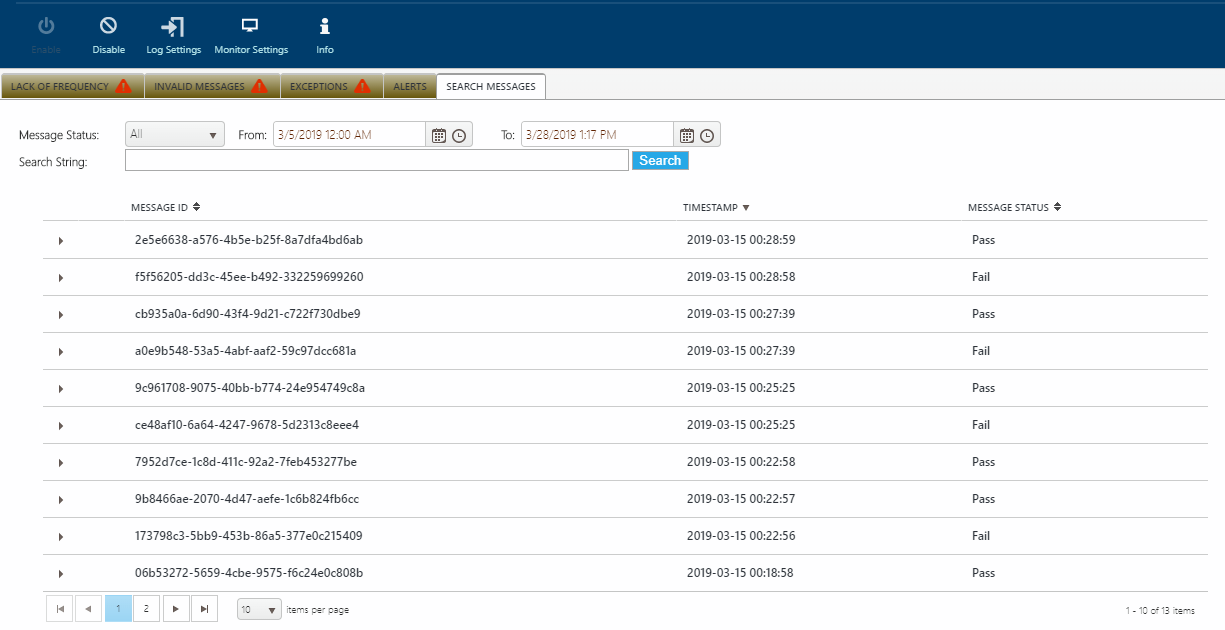 Enable Disable Log Settings Monitor Settings Info
LACK OF FREQUENCY INVALID MESSAGES EXCEPTIONS ALERTS SEARCH MESSAGES
Message Status: All From: 3/5/2019 12:00 AM To: 3/28/2019 1:17 PM
Search String: Search
MESSAGE ID TIMESTAMP MESSAGE STATUS
2e5e6638-a576-4b5e-b25f-8a7dfa4bd6ab 2019-03-15 00:28:59 Pass
f5f56205-dd3c-45ee-b492-332259699260 2019-03-15 00:28:58 Fail
cb935a0a-6d90-43f4-9d21-c722f730dbe9 2019-03-15 00:27:39 Pass
a0e9b548-53a5-4abf-aaf2-59c97dcc681a 2019-03-15 00:27:39 Fail
9c961708-9075-40bb-b774-24e954749c8a 2019-03-15 00:25:25 Pass
ce48af10-6a64-4247-9678-5d2313c8eee4 2019-03-15 00:25:25 Fail
7952d7ce-1c8d-411c-92a2-7feb453277be 2019-03-15 00:22:58 Pass
9b8466ae-2070-4d47-aefe-1c6b824fb6cc 2019-03-15 00:22:57 Pass
173798c3-5bb9-453b-86a5-377e0c215409 2019-03-15 00:22:56 Fail
06b53272-5659-4cbe-9575-f6c24e0c808b 2019-03-15 00:18:58 Pass
1 2 10 items per page 1 - 10 of 13 items